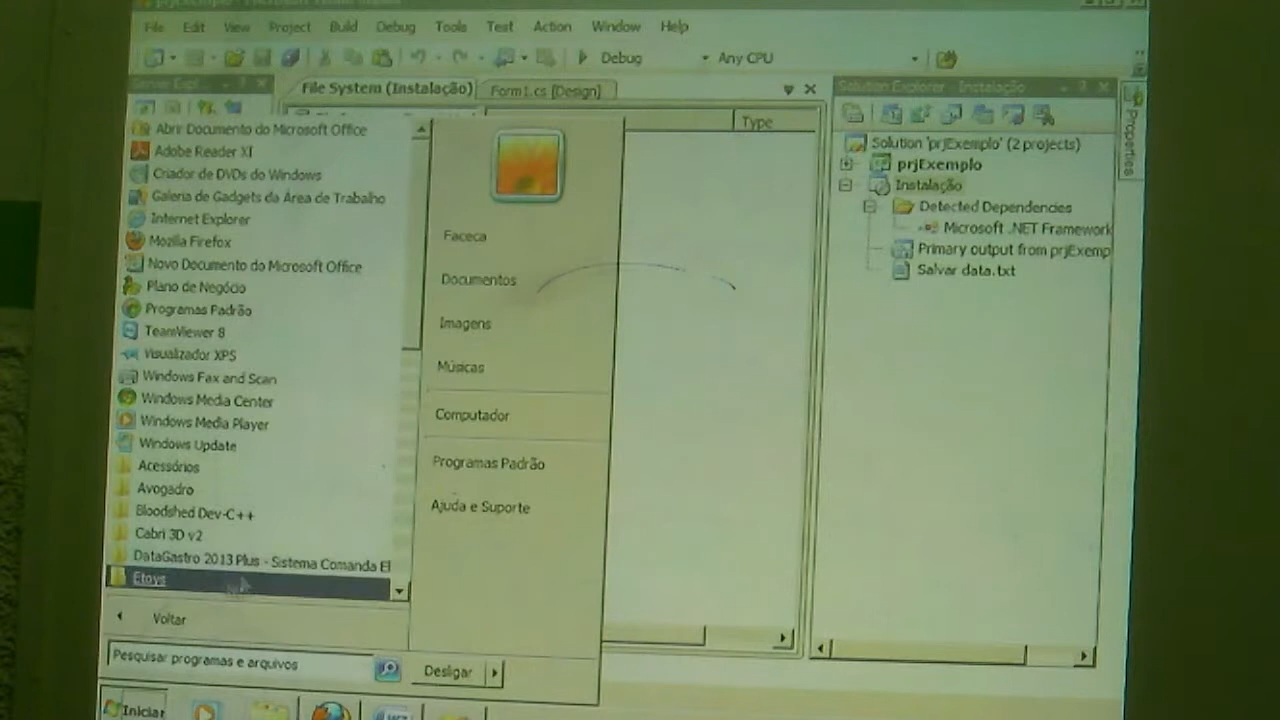 File Edit View Project Build Debug Tools Test Action Window Help
Debug Any CPU
File System (Instalação) Form1.cs [Design]
Solution Explorer - Instalação
Type
Properties
Abrir Documento do Microsoft Office
Adobe Reader XI
Criador de DVDs do Windows
Galeria de Gadgets da Área de Trabalho
Internet Explorer
Mozilla Firefox
Novo Documento do Microsoft Office
Plano de Negócio
Programas Padrão
TeamViewer 8
Visualizador XPS
Windows Fax and Scan
Windows Media Center
Windows Media Player
Windows Update
Acessórios
Avogadro
Bloodshed Dev-C++
Cabri 3D v2
DataGastro 2013 Plus - Sistema Comanda El
Etoys
Voltar
Pesquisar programas e arquivos
Faceca
Documentos
Imagens
Músicas
Computador
Programas Padrão
Ajuda e Suporte
Desligar
Solution 'prjExemplo' (2 projects)
prjExemplo
Instalação
Detected Dependencies
Microsoft .NET Framework
Primary output from prjExemp
Salvar data.txt
Iniciar